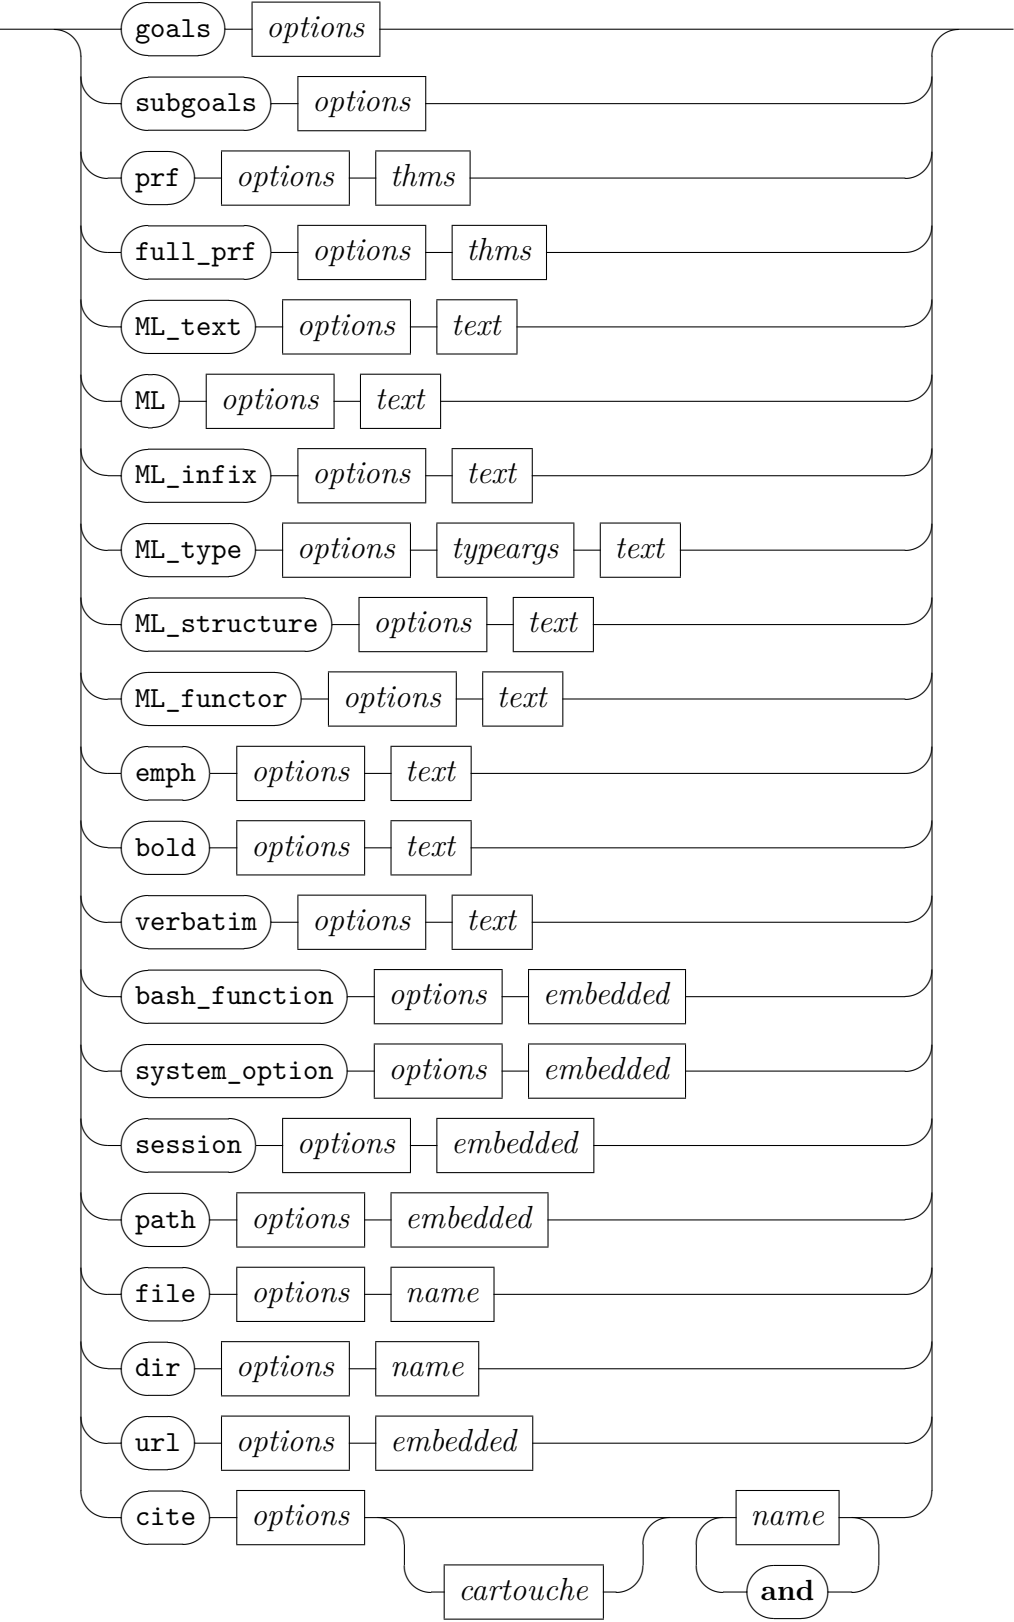 goals options
subgoals options
prf options thms
full_prf options thms
ML_text options text
ML options text
ML_infix options text
ML_type options typeargs text
ML_structure options text
ML_functor options text
emph options text
bold options text
verbatim options text
bash_function options embedded
system_option options embedded
session options embedded
path options embedded
file options name
dir options name
url options embedded
cite options name
cartouche and